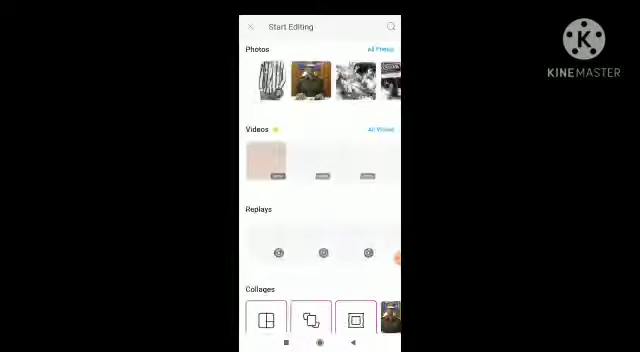 Start Editing
Photos
All Photos
Videos
All Videos
Replays
Collages
K
KINEMASTER